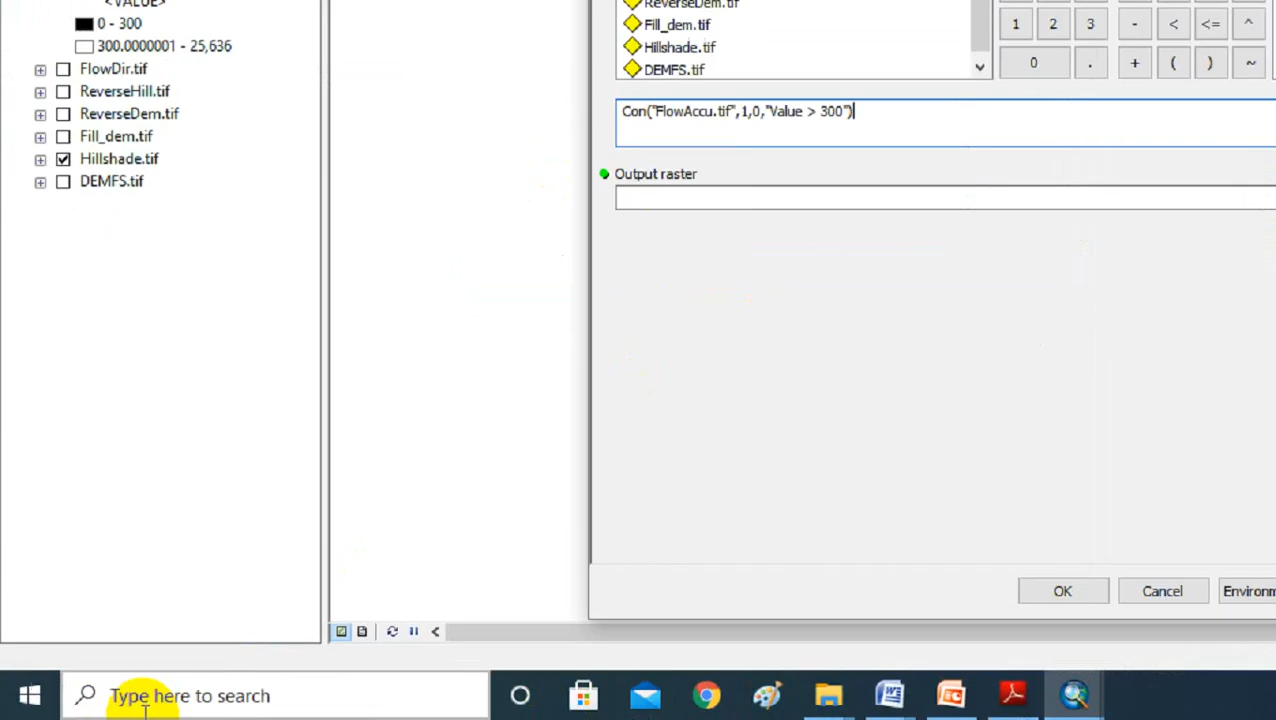 <VALUE>
0 - 300
300.0000001 - 25,636
FlowDir.tif
ReverseHill.tif
ReverseDem.tif
Fill_dem.tif
Hillshade.tif
DEMFS.tif
ReverseDem.tif
Fill_dem.tif
Hillshade.tif
DEMFS.tif
1 2 3 - < <= ^
0 . + ( ) ~
Con("FlowAccu.tif",1,0,"Value > 300")
Output raster
OK Cancel Environm
Type here to search